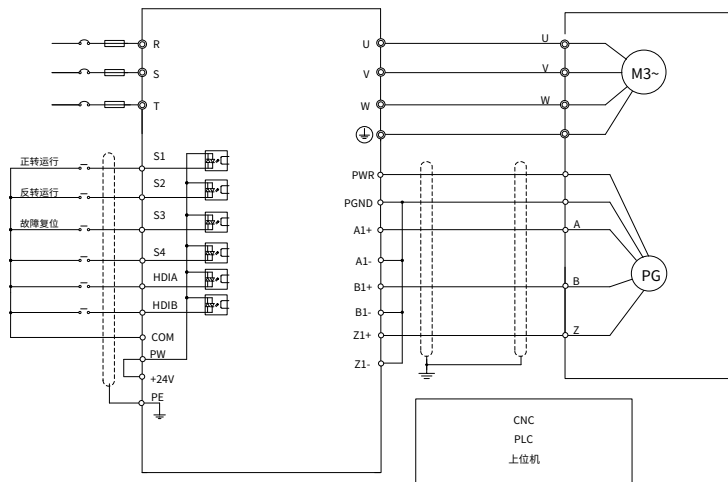 R
S
T
U
V
W
U
V
W
M3~
正转运行
S1
反转运行
S2
故障复位
S3
S4
HDIA
HDIB
COM
PW
+24V
PE
PWR
PGND
A1+
A1-
B1+
B1-
Z1+
Z1-
A
B
Z
PG
CNC
PLC
上位机